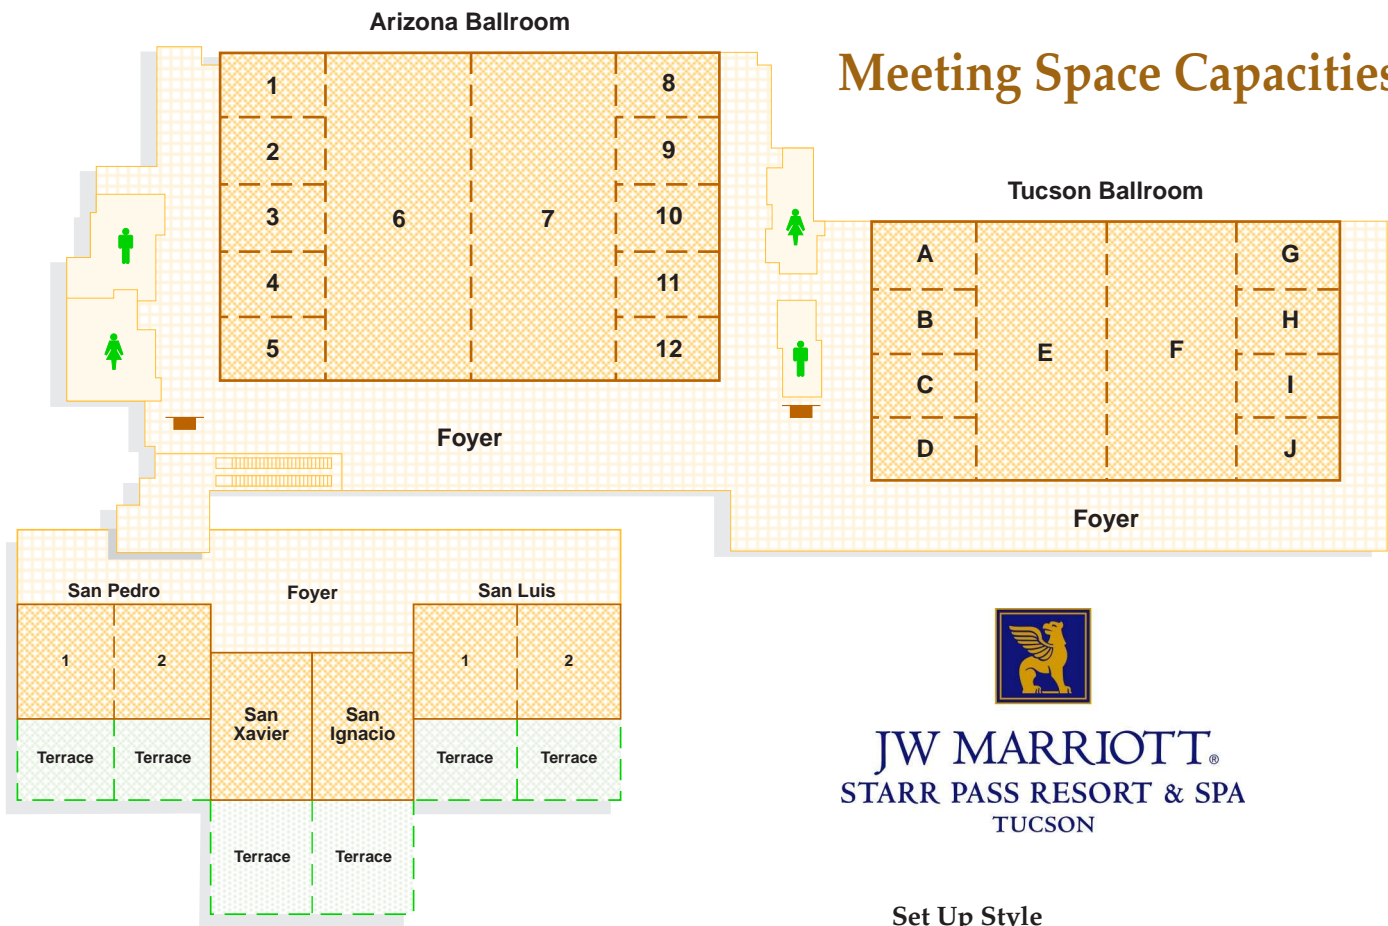 Arizona Ballroom
Meeting Space Capacities
1
2
3
4
5
6
7
8
9
10
11
12
Tucson Ballroom
A
B
C
D
E
F
G
H
I
J
Foyer
Foyer
San Pedro
Foyer
San Luis
1
2
San
Xavier
San
Ignacio
1
2
Terrace
Terrace
Terrace
Terrace
Terrace
Terrace
JW MARRIOTT®
STARR PASS RESORT & SPA
TUCSON
Set Up Style